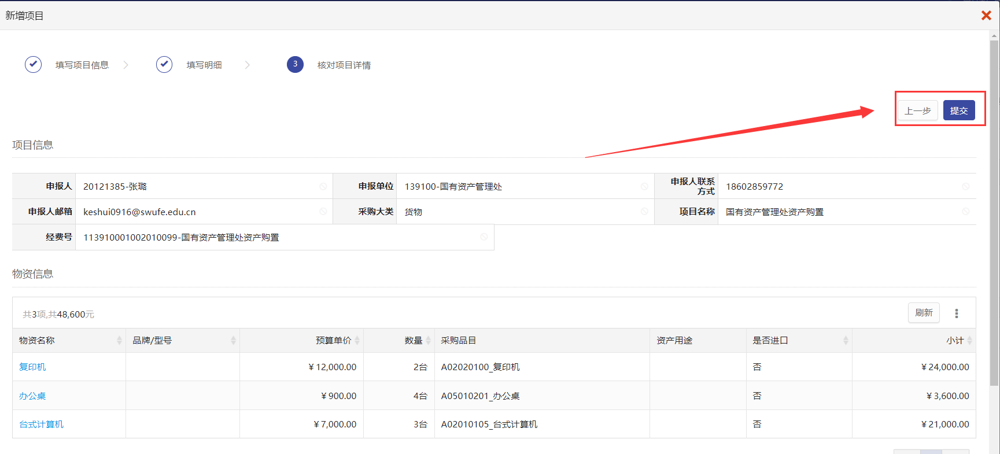 新增项目
填写项目信息 填写明细 3 核对项目详情
上一步 提交
项目信息
申报人 20121385-张璐 申报单位 139100-国有资产管理处 申报人联系方式 18602859772
申报人邮箱 keshui0916@swufe.edu.cn 采购大类 货物 项目名称 国有资产管理处资产购置
经费号 113910001002010099-国有资产管理处资产购置
物资信息
共3项,共48,600元 刷新
物资名称 品牌/型号 预算单价 数量 采购品目 资产用途 是否进口 小计
复印机 ¥12,000.00 2台 A02020100_复印机 否 ¥24,000.00
办公桌 ¥900.00 4台 A05010201_办公桌 否 ¥3,600.00
台式计算机 ¥7,000.00 3台 A02010105_台式计算机 否 ¥21,000.00